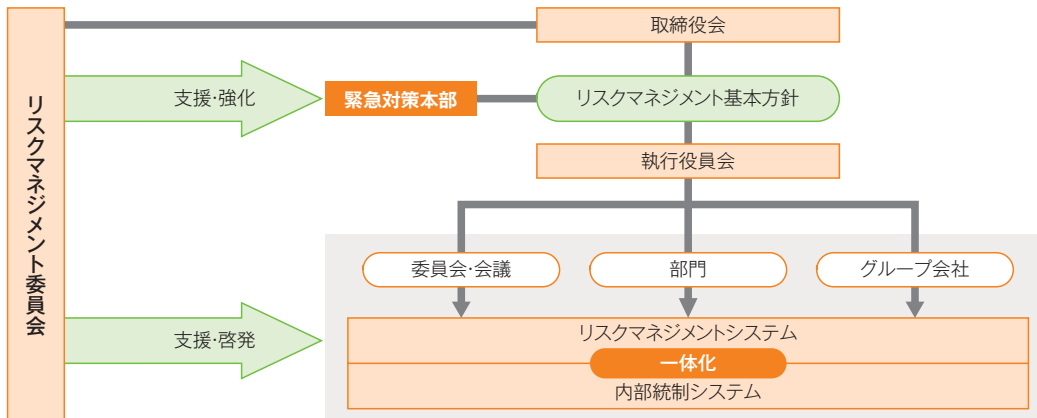 リスクマネジメント委員会
取締役会
支援・強化
緊急対策本部
リスクマネジメント基本方針
執行役員会
委員会・会議
部門
グループ会社
支援・啓発
リスクマネジメントシステム
一体化
内部統制システム